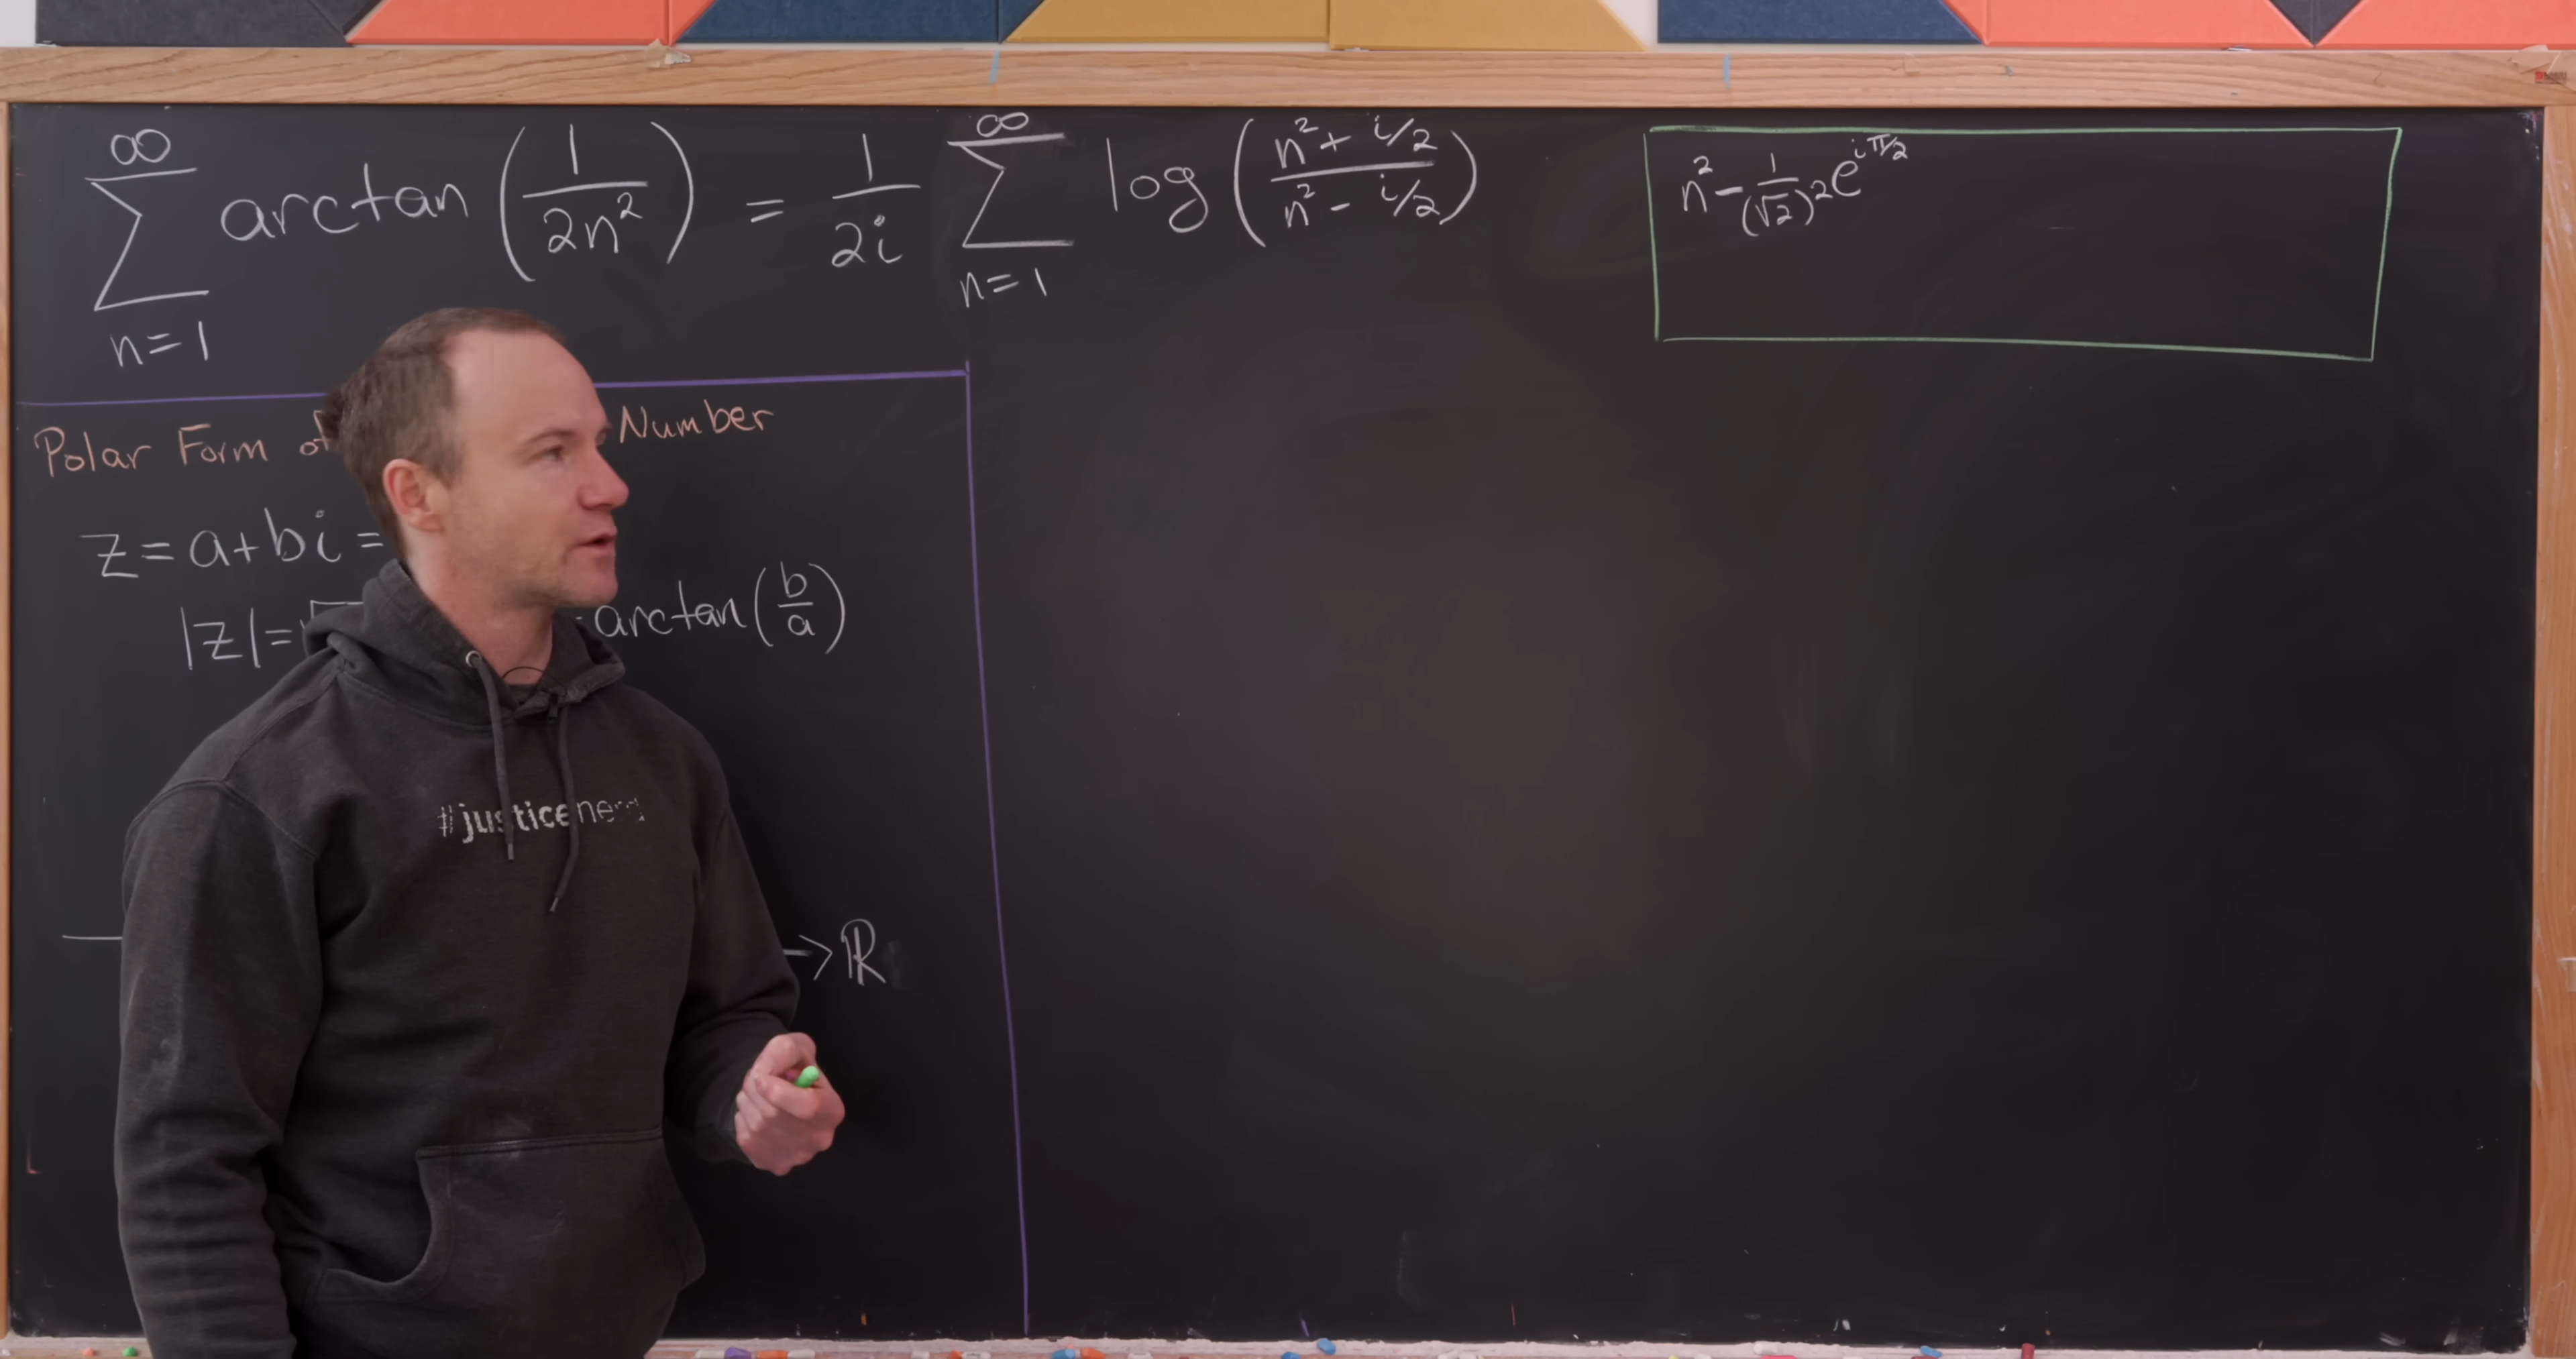 ∞ ∑ n=1 arctan(1/2n²) = 1/2i ∞ ∑ n=1 log((n² + i/2)/(n² - i/2))
n² - 1/(√2)² e^(iπ/2)
Polar Form of Number
z = a+bi =
|z| = √ arctan(b/a)
→ ℝ
#justicenerd